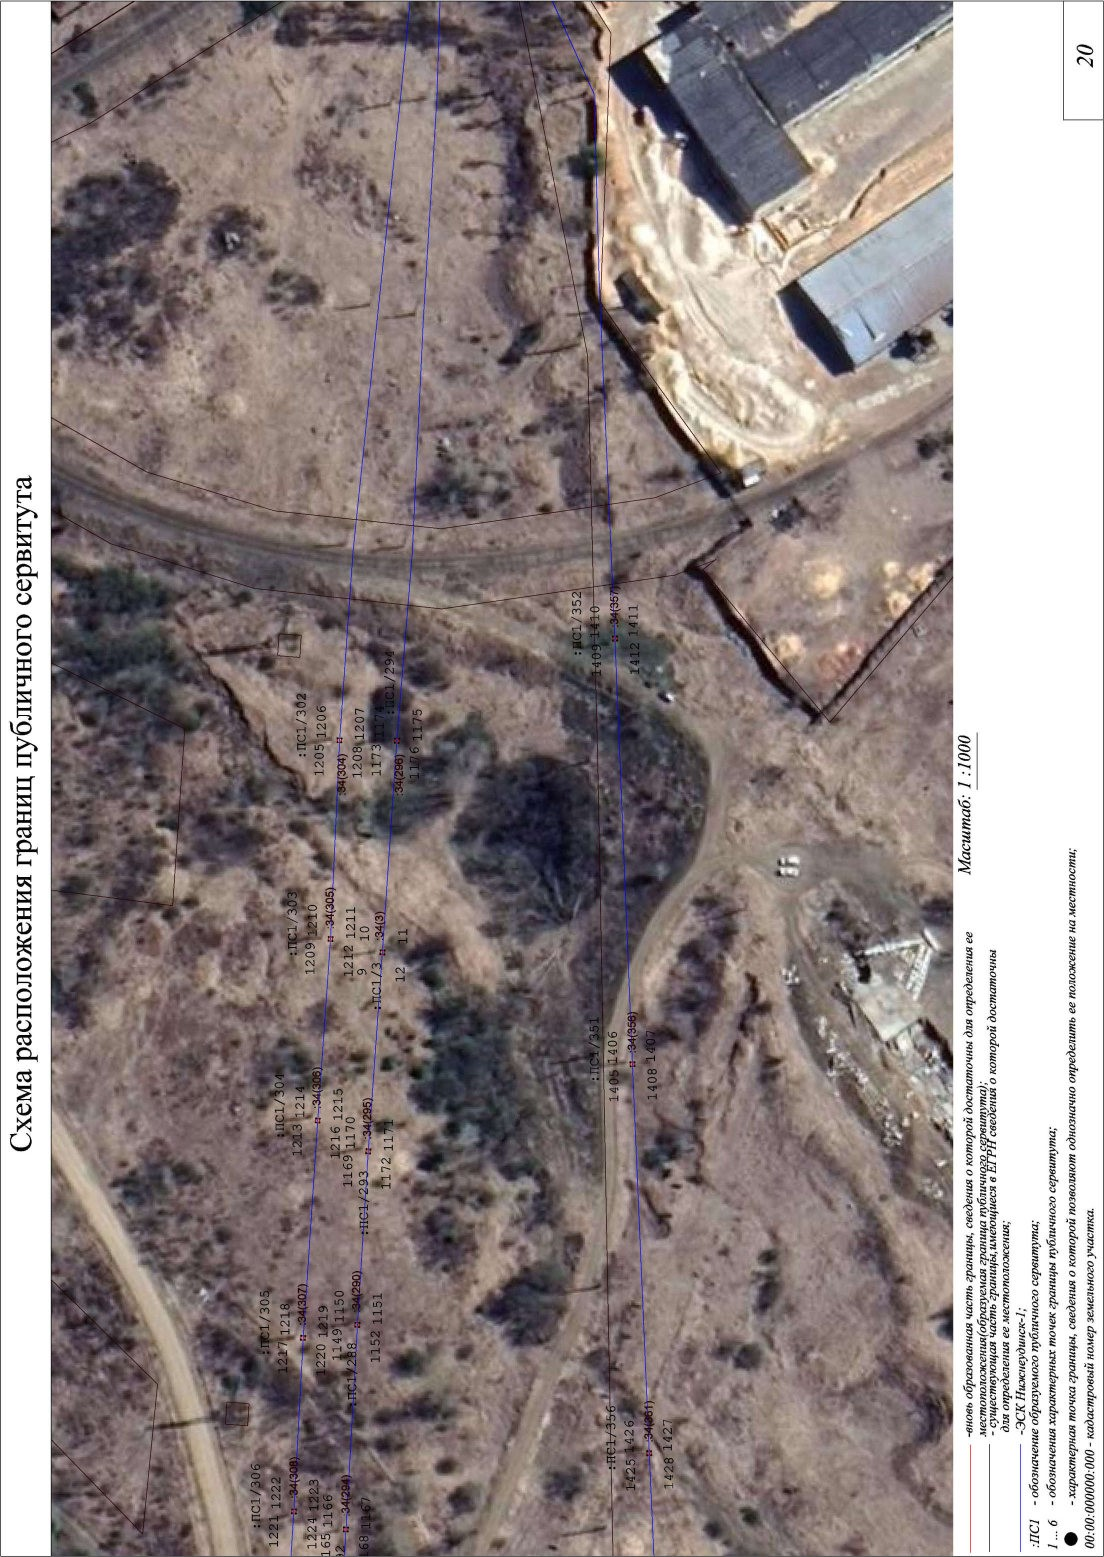 Схема расположения границ публичного сервитута
:ПС1/306
1221 1222
:34(308)
1224 1223
:ПС1/305
1217 1218
:34(307)
1220 1219
:ПС1/304
1213 1214
:34(306)
1216 1215
:ПС1/303
1209 1210
:34(305)
1212 1211
:ПС1/302
1205 1206
:34(304)
1208 1207
165 1166
:34(294)
92
168 1167
1149 1150
:34(290)
:ПС1/288
1152 1151
1169 1170
:34(295)
:ПС1/293
1172 1171
9 10
:34(3)
:ПС1/3
12 11
1173 1174
:ПС1/294
:34(296)
1176 1175
:ПС1/356
1425 1426
:34(361)
1428 1427
:ПС1/351
1405 1406
:34(356)
1408 1407
:ПС1/352
1409 1410
:34(357)
1412 1411
Масштаб: 1 :1000
-вновь образованная часть границы, сведения о которой достаточны для определения ее
местоположения(образуемая граница публичного сервитута);
- существующая часть границы,имеющиеся в ЕГРН сведения о которой достаточны
для определения ее местоположения;
-ЭСК Нижнеудинск-1;
:ПС1 - обозначение образуемого публичного сервитута;
1 ... 6 - обозначения характерных точек границы публичного сервитута;
- характерная точка границы, сведения о которой позволяют однозначно определить ее положение на местности;
00:00:000000:000 - кадастровый номер земельного участка.
20